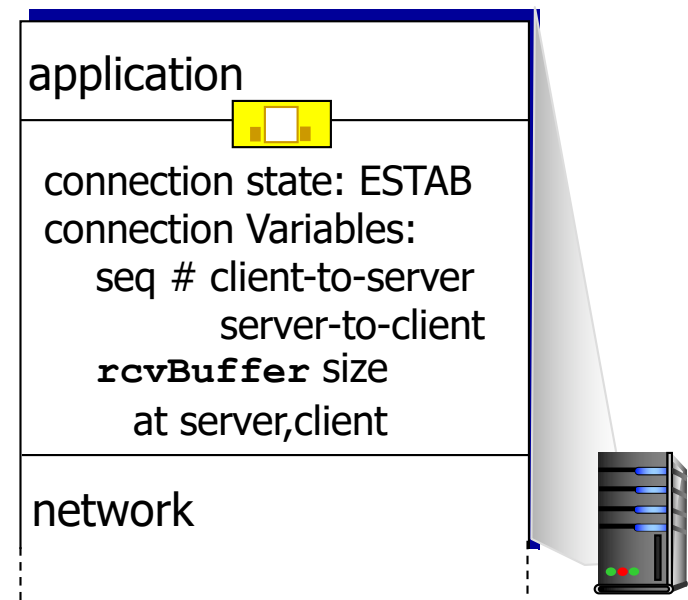 application
connection state: ESTAB
connection Variables:
seq # client-to-server
server-to-client
rcvBuffer size
at server,client
network